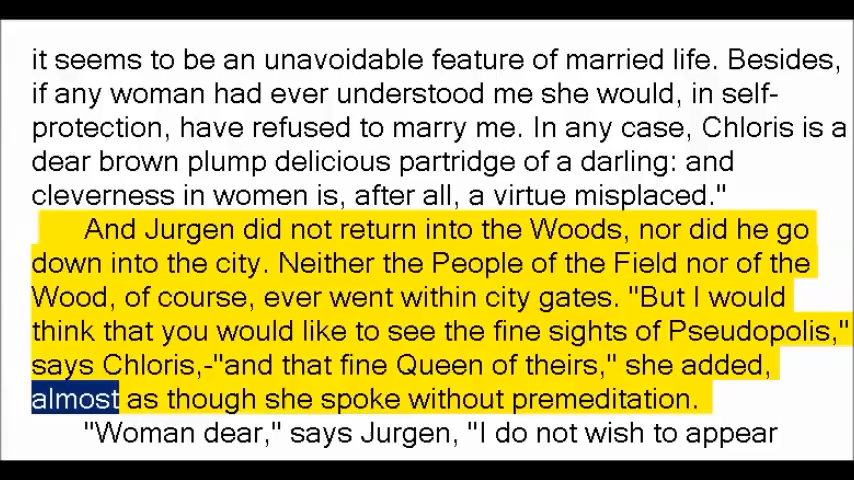 it seems to be an unavoidable feature of married life. Besides,
if any woman had ever understood me she would, in self-
protection, have refused to marry me. In any case, Chloris is a
dear brown plump delicious partridge of a darling: and
cleverness in women is, after all, a virtue misplaced."
And Jurgen did not return into the Woods, nor did he go
down into the city. Neither the People of the Field nor of the
Wood, of course, ever went within city gates. "But I would
think that you would like to see the fine sights of Pseudopolis,"
says Chloris,-"and that fine Queen of theirs," she added,
almost as though she spoke without premeditation.
"Woman dear," says Jurgen, "I do not wish to appear